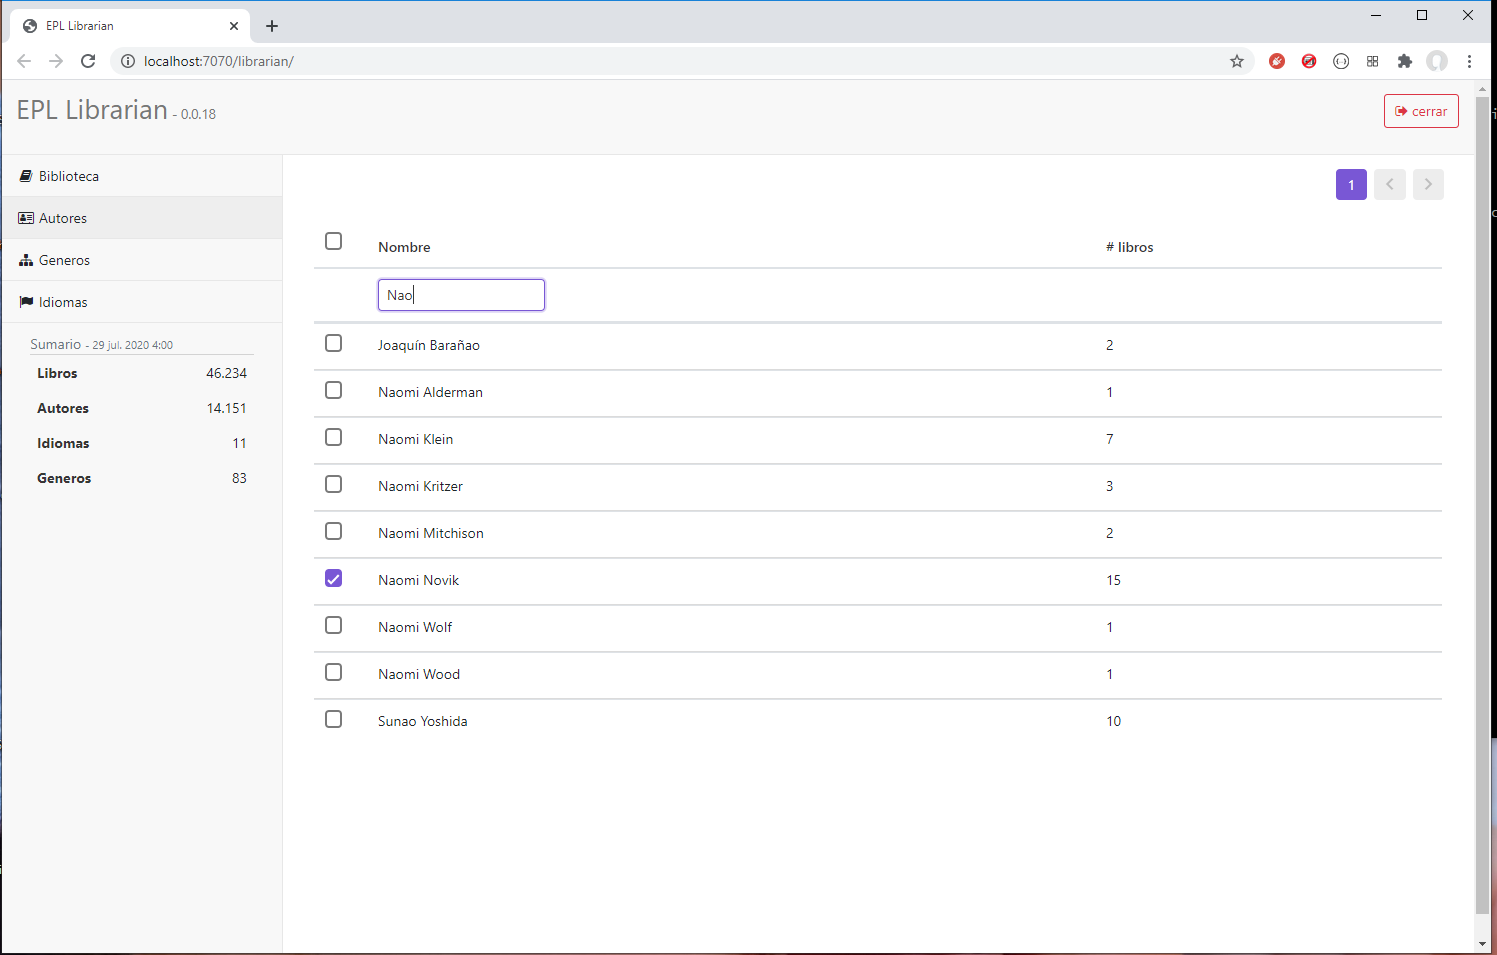 EPL Librarian
localhost:7070/librarian/
EPL Librarian - 0.0.18
cerrar
Biblioteca
Autores
Generos
Idiomas
Sumario - 29 jul. 2020 4:00
Libros 46.234
Autores 14.151
Idiomas 11
Generos 83
1
Nombre # libros
Nao
Joaquín Barañao 2
Naomi Alderman 1
Naomi Klein 7
Naomi Kritzer 3
Naomi Mitchison 2
Naomi Novik 15
Naomi Wolf 1
Naomi Wood 1
Sunao Yoshida 10